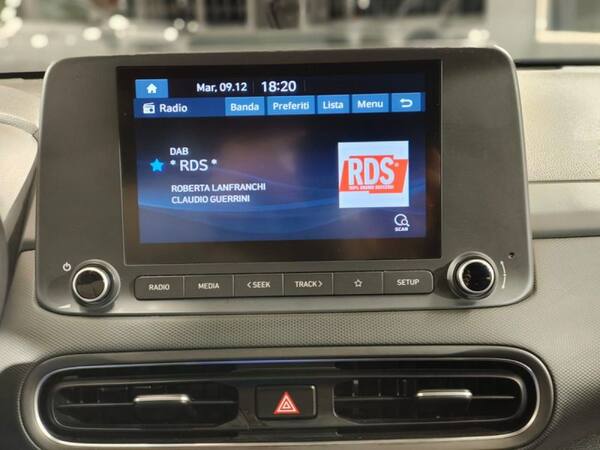 Mar, 09.12 18:20
Radio Banda Preferiti Lista Menu
DAB
* RDS *
ROBERTA LANFRANCHI
CLAUDIO GUERRINI
RDS
100% GRANDI SUCCESSI
SCAN
RADIO MEDIA < SEEK TRACK > SETUP